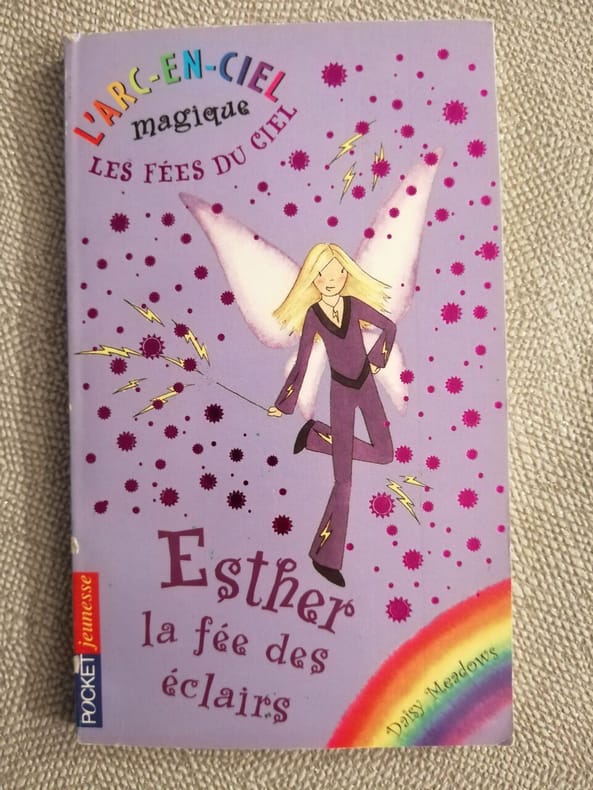 L'ARC-EN-CIEL
magique
LES FÉES DU CIEL
Esther
la fée des
éclairs
POCKET jeunesse
Daisy Meadows